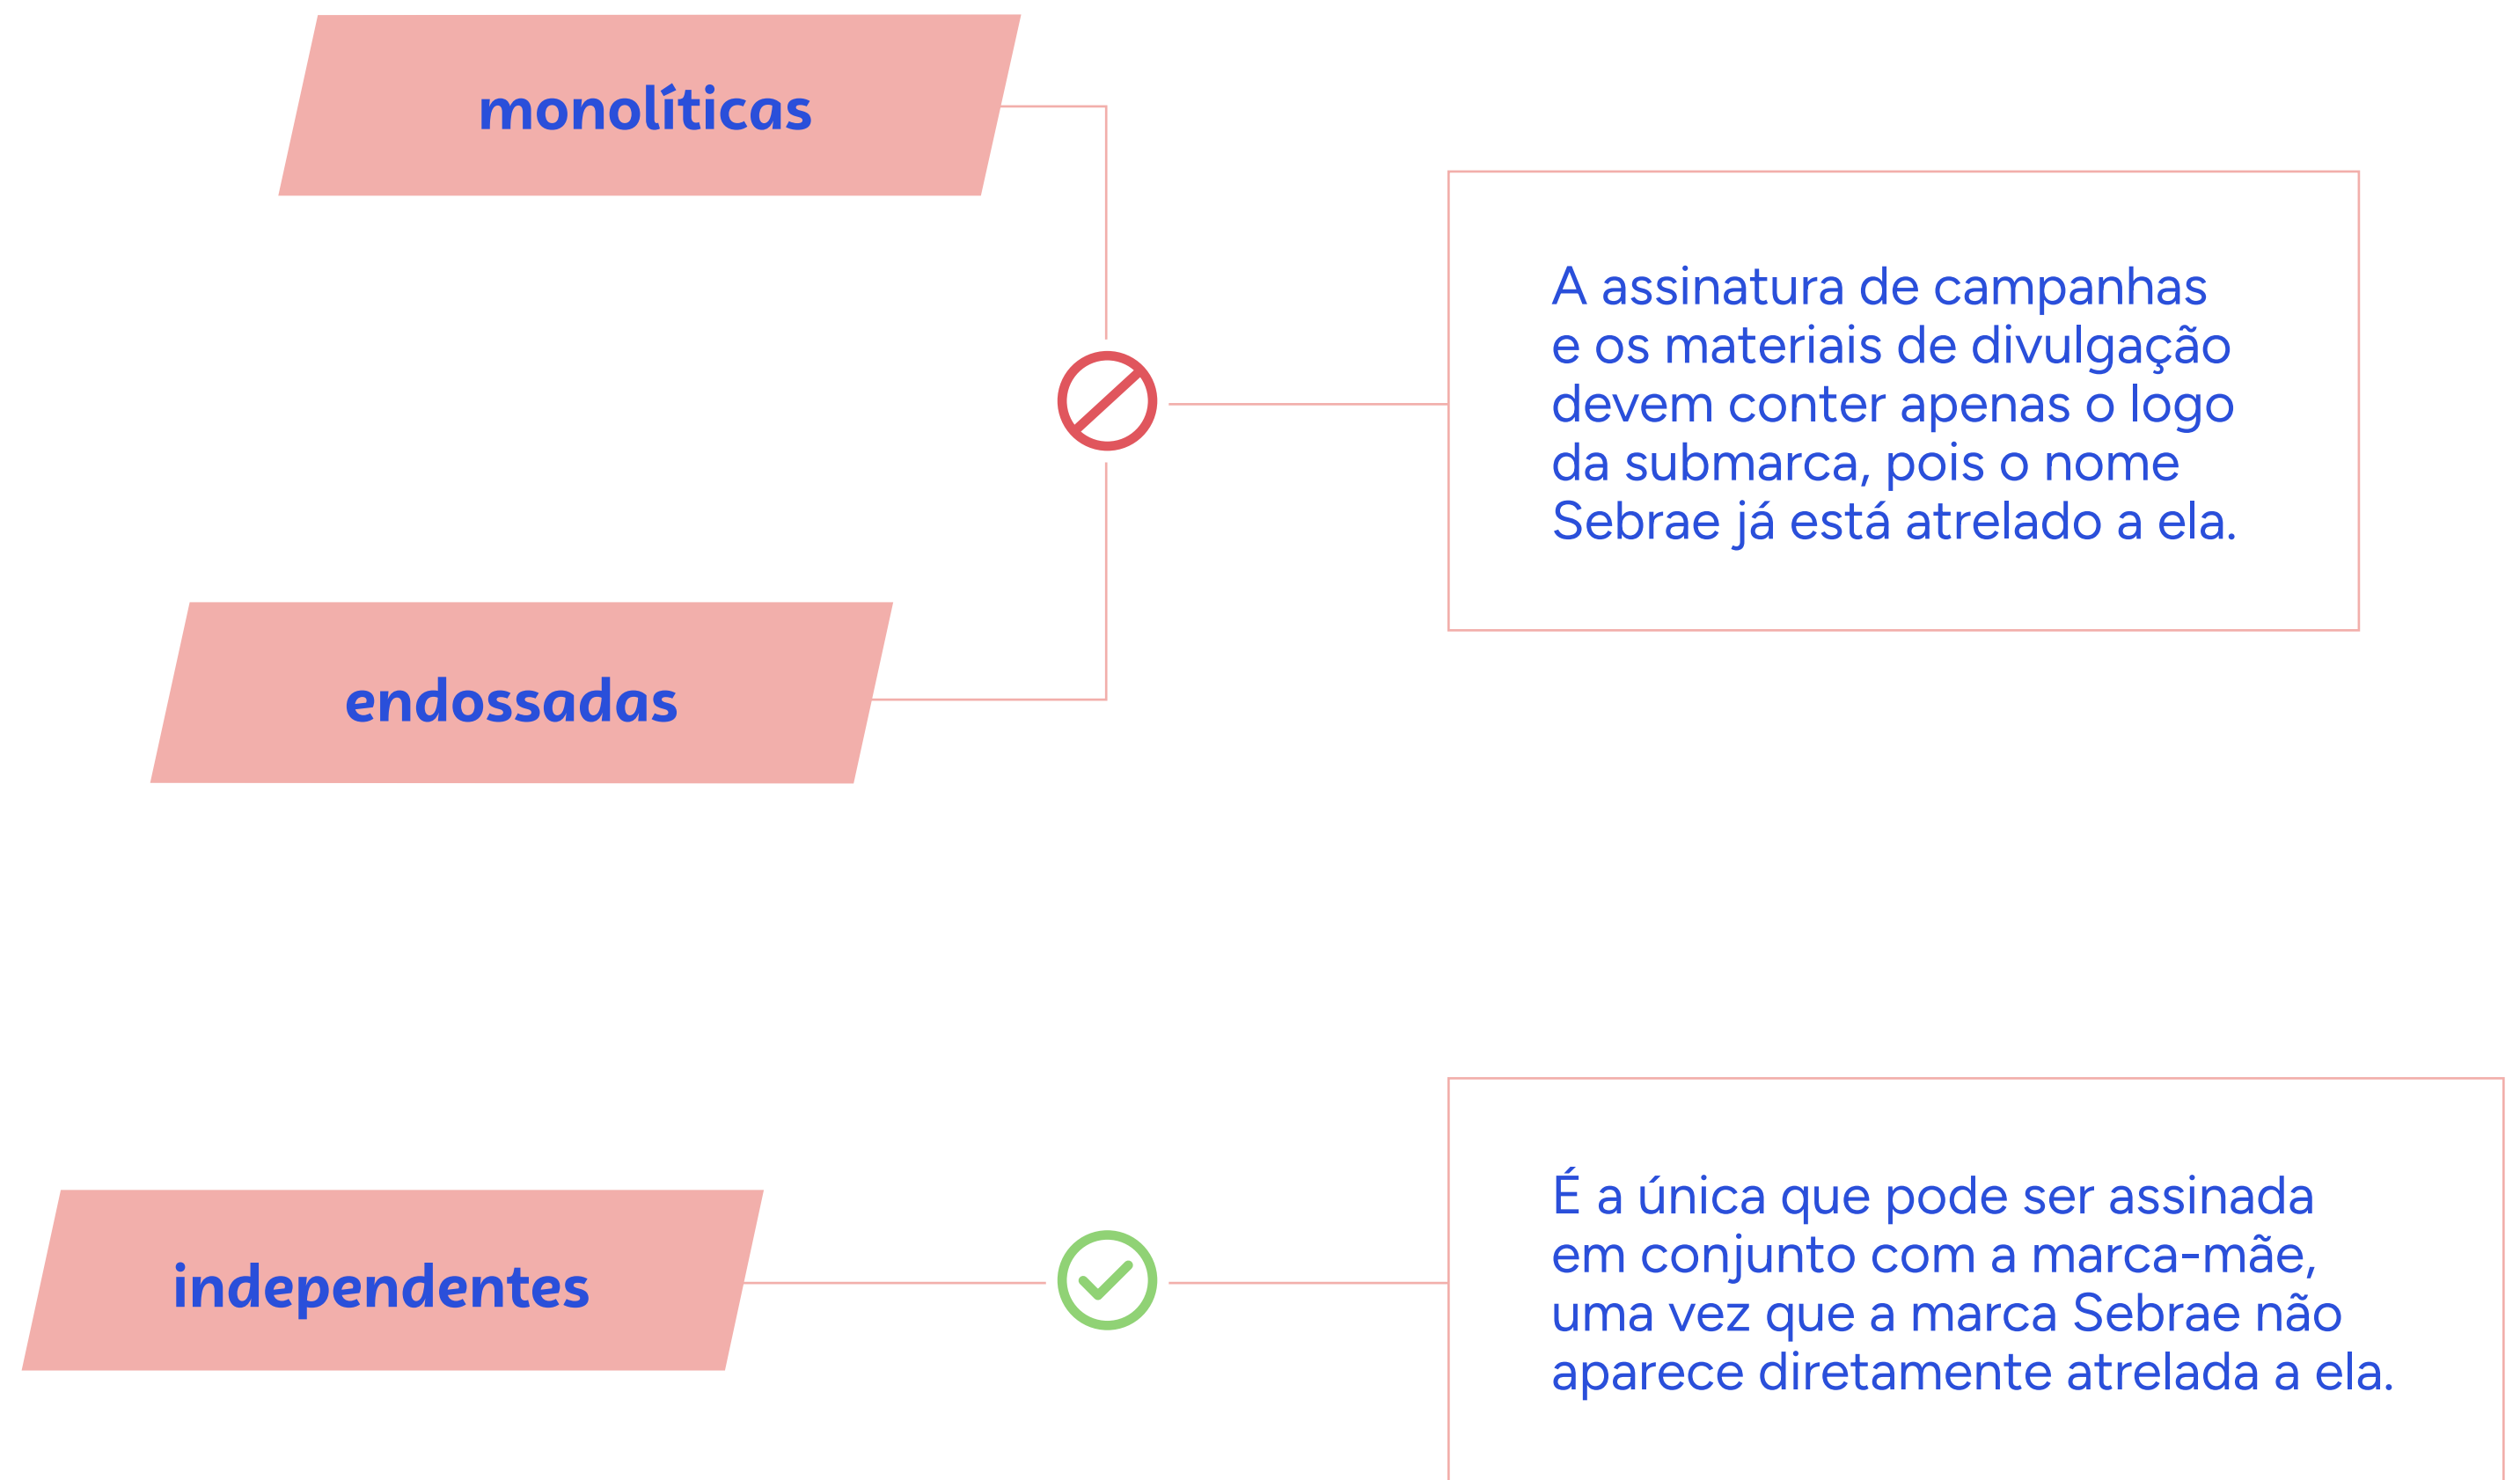 monolíticas
A assinatura de campanhas
e os materiais de divulgação
devem conter apenas o logo
da submarca, pois o nome
Sebrae já está atrelado a ela.
endossadas
independentes
É a única que pode ser assinada
em conjunto com a marca-mãe,
uma vez que a marca Sebrae não
aparece diretamente atrelada a ela.